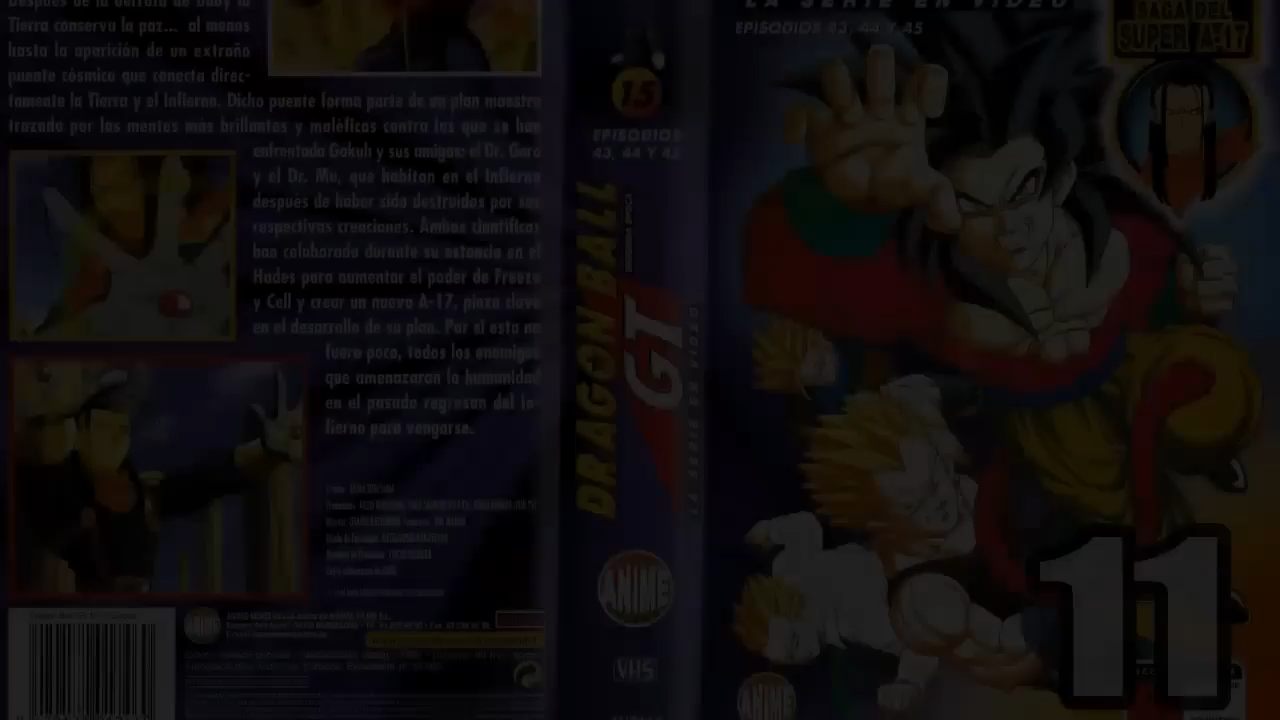 Después de la derrota de Baby la
Tierra conserva la paz... al menos
hasta la aparición de un extraño
puente cósmico que conecta direc-
tamente la Tierra y el Infierno. Dicho puente forma parte de un plan maestro
trazado por las mentes más brillantes y maléficas contra las que se han
enfrentado Gokuh y sus amigos: el Dr. Gero
y el Dr. Mu, que habitan en el Infierno
después de haber sido destruidos por sus
respectivas creaciones. Ambos científicos
han colaborado durante su estancia en el
Hades para aumentar el poder de Freeza
y Cell y crear un nuevo A-17, pieza clave
en el desarrollo de su plan. Por si esto no
fuera poco, todos los enemigos
que amenazaron la humanidad
en el pasado regresan del In-
fierno para vengarse.
ANIME
15
EPISODIOS
43, 44 Y 45
DRAGON BALL
GT
LA SERIE EN VIDEO
ANIME
VHS
LA SERIE EN VIDEO
EPISODIOS 43, 44 Y 45
SAGA DEL
SUPER A-17
11
ANIME